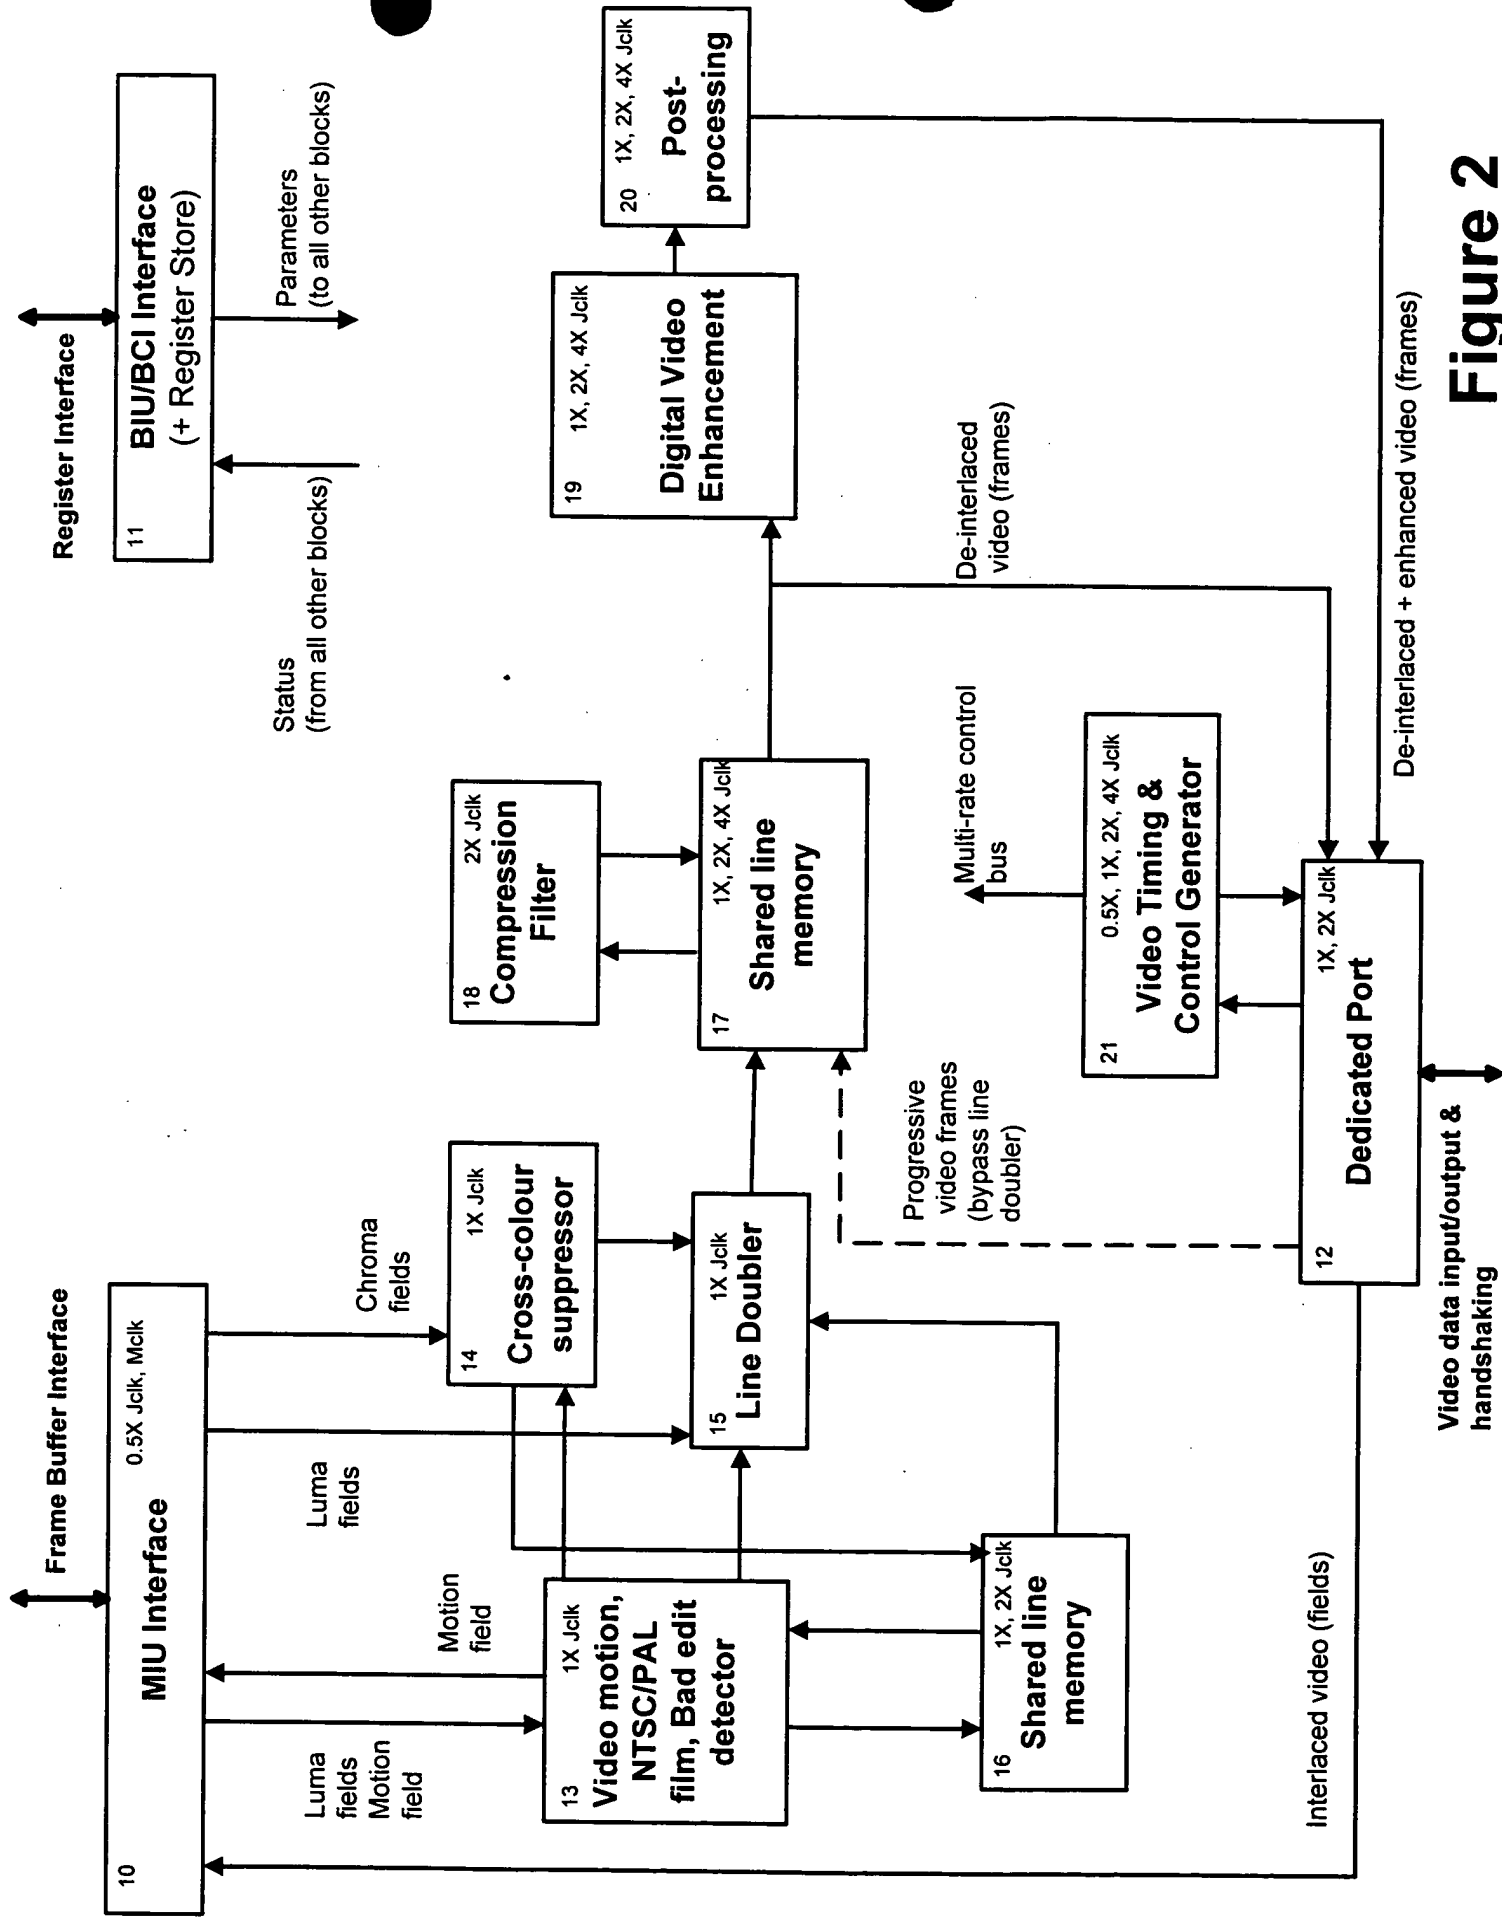 Frame Buffer Interface
10
MIU Interface
0.5X Jclk, Mclk
Register Interface
11
BIU/BCI Interface
(+ Register Store)
Status
(from all other blocks)
Parameters
(to all other blocks)
Luma
fields
Motion
field
Motion
field
Luma
fields
Chroma
fields
13
1X Jclk
Video motion,
NTSC/PAL
film, Bad edit
detector
14
1X Jclk
Cross-colour
suppressor
15
1X Jclk
Line Doubler
16
1X, 2X Jclk
Shared line
memory
18
2X Jclk
Compression
Filter
17
1X, 2X, 4X Jclk
Shared line
memory
19
1X, 2X, 4X Jclk
Digital Video
Enhancement
20
1X, 2X, 4X Jclk
Post-
processing
Progressive
video frames
(bypass line
doubler)
Multi-rate control
bus
De-interlaced
video (frames)
21
0.5X, 1X, 2X, 4X Jclk
Video Timing &
Control Generator
12
1X, 2X Jclk
Dedicated Port
Interlaced video (fields)
De-interlaced + enhanced video (frames)
Video data input/output &
handshaking
Figure 2